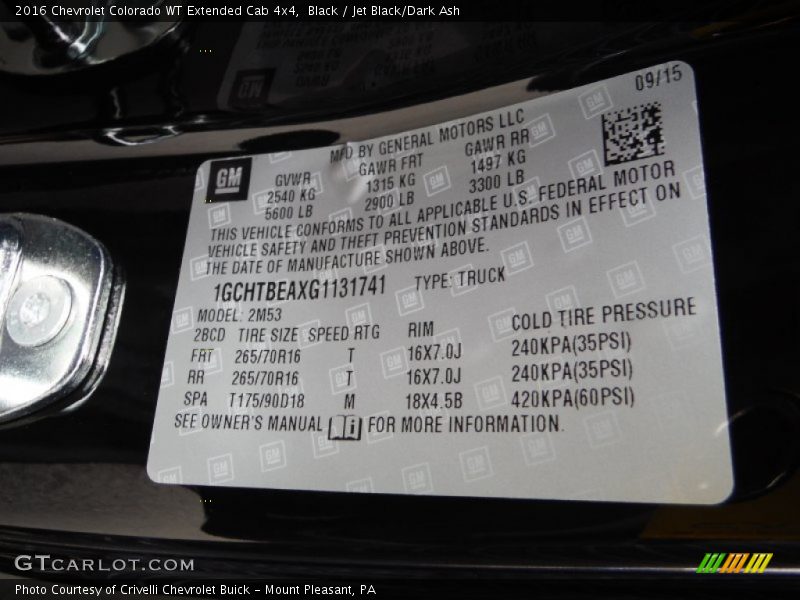 2016 Chevrolet Colorado WT Extended Cab 4x4, Black / Jet Black/Dark Ash
09/15
MFD BY GENERAL MOTORS LLC
GM
GVWR GAWR FRT GAWR RR
2540 KG 1315 KG 1497 KG
5600 LB 2900 LB 3300 LB
THIS VEHICLE CONFORMS TO ALL APPLICABLE U.S. FEDERAL MOTOR
VEHICLE SAFETY AND THEFT PREVENTION STANDARDS IN EFFECT ON
THE DATE OF MANUFACTURE SHOWN ABOVE.
1GCHTBEAXG1131741 TYPE: TRUCK
MODEL: 2M53
2BCD TIRE SIZE SPEED RTG RIM COLD TIRE PRESSURE
FRT 265/70R16 T 16X7.0J 240KPA(35PSI)
RR 265/70R16 T 16X7.0J 240KPA(35PSI)
SPA T175/90D18 M 18X4.5B 420KPA(60PSI)
SEE OWNER'S MANUAL FOR MORE INFORMATION.
GTCARLOT.COM
Photo Courtesy of Crivelli Chevrolet Buick - Mount Pleasant, PA